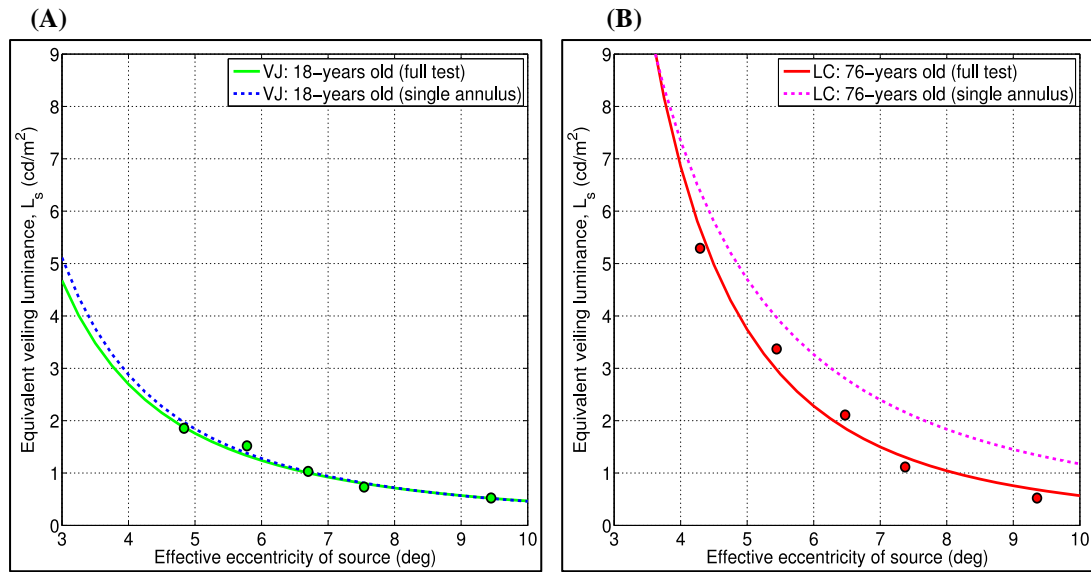 (A)
(B)
9
8
7
6
5
4
3
2
1
0
Equivalent veiling luminance, L_s (cd/m²)
VJ: 18−years old (full test)
VJ: 18−years old (single annulus)
3 4 5 6 7 8 9 10
Effective eccentricity of source (deg)
9
8
7
6
5
4
3
2
1
0
Equivalent veiling luminance, L_s (cd/m²)
LC: 76−years old (full test)
LC: 76−years old (single annulus)
3 4 5 6 7 8 9 10
Effective eccentricity of source (deg)